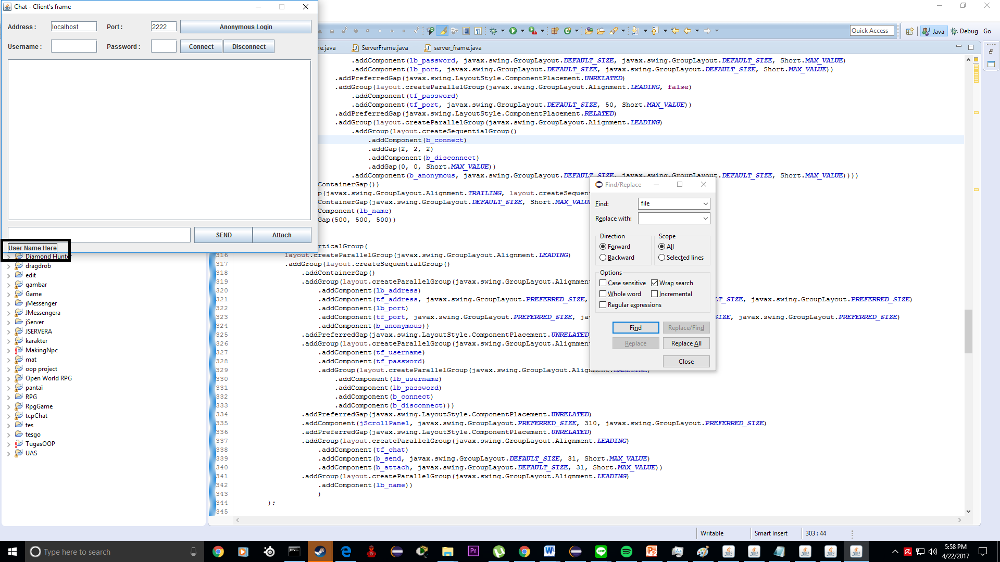 Chat - Client's frame
Address :
localhost
Port :
2222
Anonymous Login
Username :
Password :
Connect
Disconnect
SEND
Attach
User Name Here
Quick Access
Java
Debug
Go
ne.java
ServerFrame.java
server_frame.java
.addComponent(lb_password, javax.swing.GroupLayout.DEFAULT_SIZE, javax.swing.GroupLayout.DEFAULT_SIZE, Short.MAX_VALUE)
.addComponent(lb_port, javax.swing.GroupLayout.DEFAULT_SIZE, javax.swing.GroupLayout.DEFAULT_SIZE, Short.MAX_VALUE))
.addPreferredGap(javax.swing.LayoutStyle.ComponentPlacement.UNRELATED)
.addGroup(layout.createParallelGroup(javax.swing.GroupLayout.Alignment.LEADING, false)
.addComponent(tf_password)
.addComponent(tf_port, javax.swing.GroupLayout.DEFAULT_SIZE, 50, Short.MAX_VALUE))
.addPreferredGap(javax.swing.LayoutStyle.ComponentPlacement.RELATED)
.addGroup(layout.createParallelGroup(javax.swing.GroupLayout.Alignment.LEADING)
.addGroup(layout.createSequentialGroup()
.addComponent(b_connect)
.addGap(2, 2, 2)
.addComponent(b_disconnect)
.addGap(0, 0, Short.MAX_VALUE))
.addComponent(b_anonymous, javax.swing.GroupLayout.DEFAULT_SIZE, javax.swing.GroupLayout.DEFAULT_SIZE, Short.MAX_VALUE))))
ContainerGap())
p(javax.swing.GroupLayout.Alignment.TRAILING, layout.createSequen
ContainerGap(javax.swing.GroupLayout.DEFAULT_SIZE, Short.MAX_VALUE
Component(lb_name)
Gap(500, 500, 500))
rticalGroup(
316 layout.createParallelGroup(javax.swing.GroupLayout.Alignment.LEADING)
317 .addGroup(layout.createSequentialGroup()
318 .addContainerGap()
319 .addGroup(layout.createParallelGroup(javax.swing.GroupLayout.Alignment
320 .addComponent(lb_address)
321 .addComponent(tf_address, javax.swing.GroupLayout.PREFERRED_SIZE, LT_SIZE, javax.swing.GroupLayout.PREFERRED_SIZE)
322 .addComponent(lb_port)
323 .addComponent(tf_port, javax.swing.GroupLayout.PREFERRED_SIZE, ja SIZE, javax.swing.GroupLayout.PREFERRED_SIZE)
324 .addComponent(b_anonymous))
325 .addPreferredGap(javax.swing.LayoutStyle.ComponentPlacement.UNRELATED)
326 .addGroup(layout.createParallelGroup(javax.swing.GroupLayout.Alignment
327 .addComponent(tf_username)
328 .addComponent(tf_password)
329 .addGroup(layout.createParallelGroup(javax.swing.GroupLayout.Alignment.BASELINE)
330 .addComponent(lb_username)
331 .addComponent(lb_password)
332 .addComponent(b_connect)
333 .addComponent(b_disconnect)))
334 .addPreferredGap(javax.swing.LayoutStyle.ComponentPlacement.UNRELATED)
335 .addComponent(jScrollPane1, javax.swing.GroupLayout.PREFERRED_SIZE, 310, javax.swing.GroupLayout.PREFERRED_SIZE)
336 .addPreferredGap(javax.swing.LayoutStyle.ComponentPlacement.UNRELATED)
337 .addGroup(layout.createParallelGroup(javax.swing.GroupLayout.Alignment.LEADING)
338 .addComponent(tf_chat)
339 .addComponent(b_send, javax.swing.GroupLayout.DEFAULT_SIZE, 31, Short.MAX_VALUE)
340 .addComponent(b_attach, javax.swing.GroupLayout.DEFAULT_SIZE, 31, Short.MAX_VALUE))
341 .addGroup(layout.createParallelGroup(javax.swing.GroupLayout.Alignment.LEADING)
342 .addComponent(lb_name))
343 )
344 );
345
Diamond Hunter
dragdrob
edit
gambar
Game
jMessenger
JMessengera
jServer
JSERVERA
karakter
MakingNpc
mat
oop project
Open World RPG
pantai
RPG
RpgGame
tcpChat
tes
tesgo
TugasOOP
UAS
Find/Replace
Find:
file
Replace with:
Direction
Forward
Backward
Scope
All
Selected lines
Options
Case sensitive
Wrap search
Whole word
Incremental
Regular expressions
Find
Replace/Find
Replace
Replace All
Close
Writable
Smart Insert
303 : 44
Type here to search
5:58 PM
4/22/2017